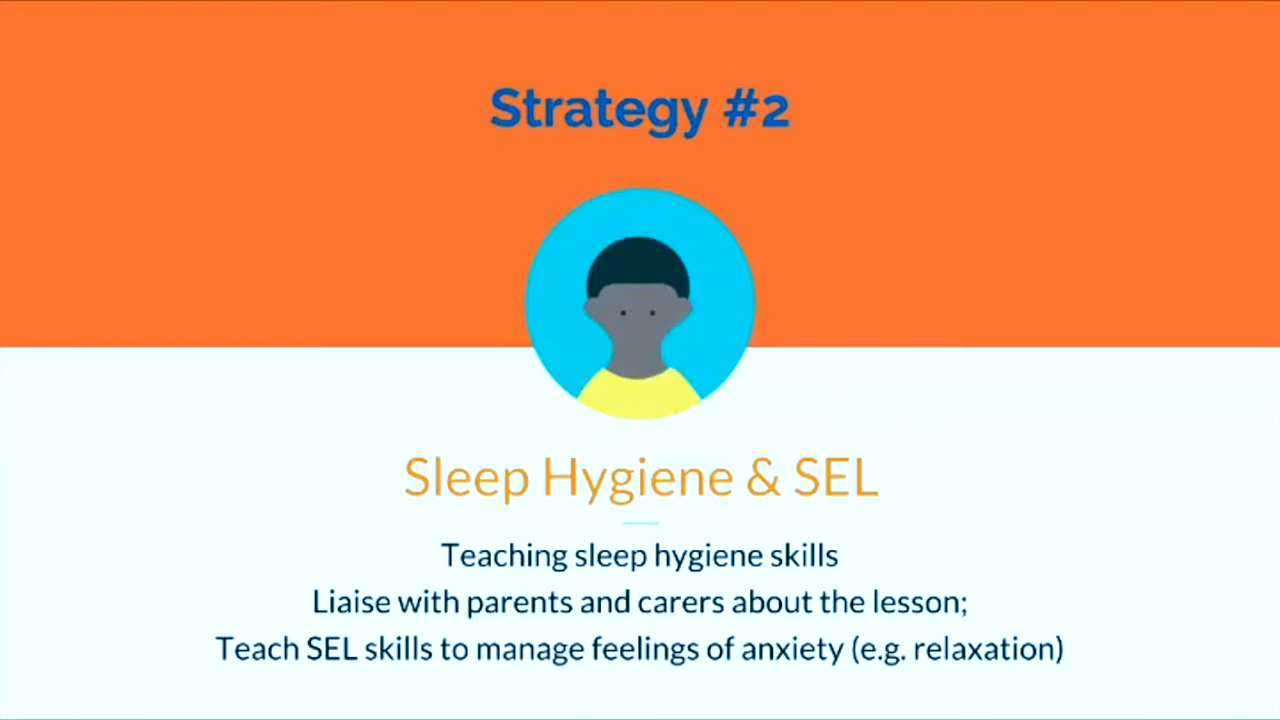 Strategy #2
Sleep Hygiene & SEL
Teaching sleep hygiene skills
Liaise with parents and carers about the lesson;
Teach SEL skills to manage feelings of anxiety (e.g. relaxation)